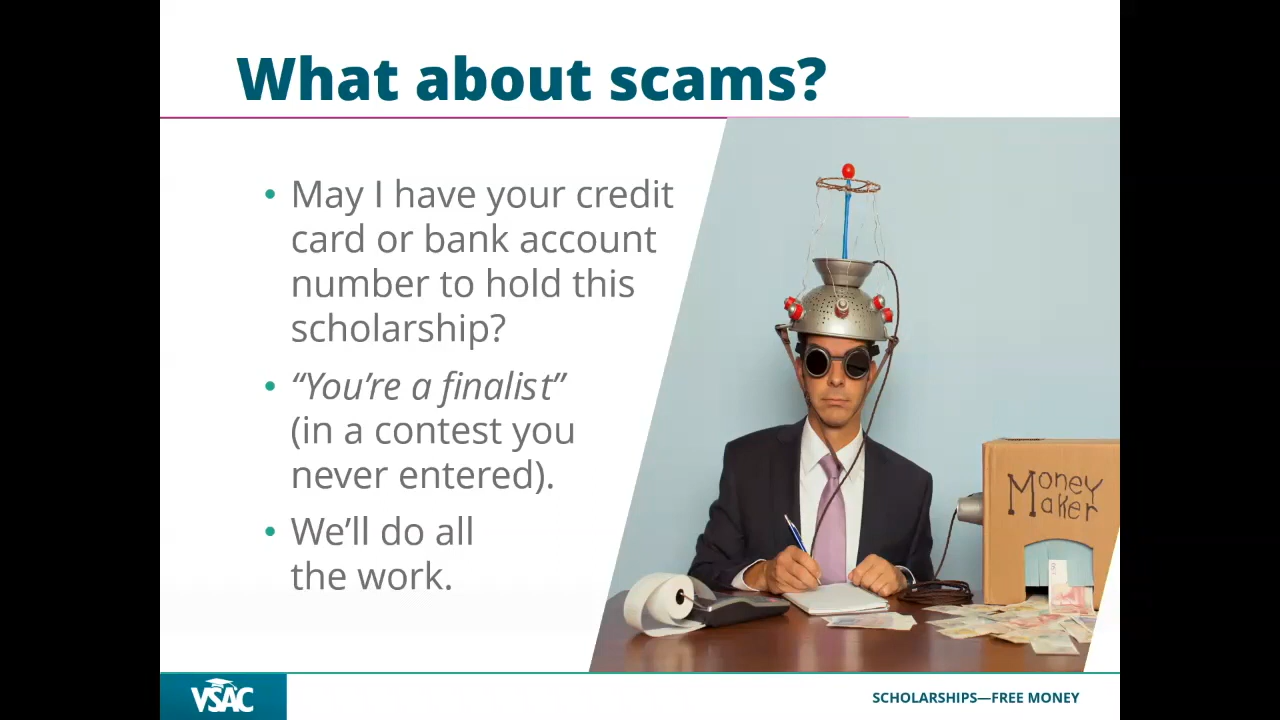 What about scams?
• May I have your credit
card or bank account
number to hold this
scholarship?
• “You’re a finalist”
(in a contest you
never entered).
• We’ll do all
the work.
Money
Maker
VSAC
SCHOLARSHIPS—FREE MONEY